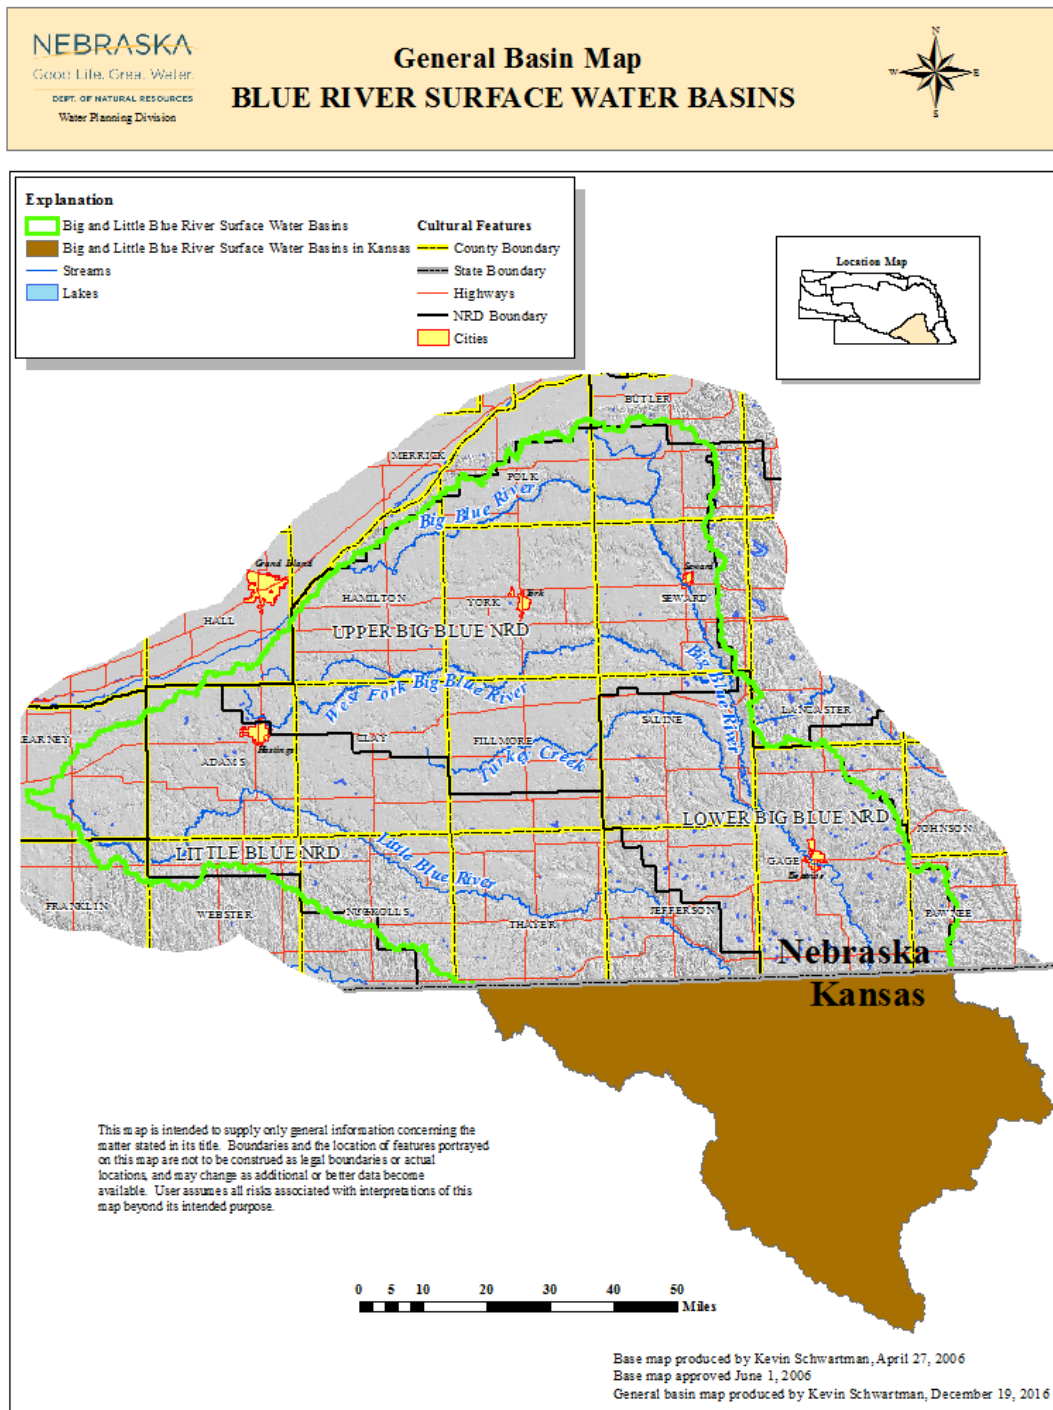 NEBRASKA
Good Life. Great Water.
DEPT. OF NATURAL RESOURCES
Water Planning Division
General Basin Map
BLUE RIVER SURFACE WATER BASINS
N
W
E
S
Explanation
Big and Little Blue River Surface Water Basins
Big and Little Blue River Surface Water Basins in Kansas
Streams
Lakes
Cultural Features
County Boundary
State Boundary
Highways
NRD Boundary
Cities
Location Map
BUTLER
MERRICK
POLK
Big Blue River
Grand Island
Seward
HAMILTON
YORK
York
SEWARD
HALL
UPPER BIG BLUE NRD
West Fork Big Blue River
Big Blue River
LANCASTER
SALINE
KEARNEY
CLAY
FILLMORE
Hastings
ADAMS
Turkey Creek
LOWER BIG BLUE NRD
JOHNSON
LITTLE BLUE NRD
Little Blue River
GAGE
Beatrice
FRANKLIN
WEBSTER
NUCKOLLS
THAYER
JEFFERSON
PAWNEE
Nebraska
Kansas
This map is intended to supply only general information concerning the
matter stated in its title. Boundaries and the location of features portrayed
on this map are not to be construed as legal boundaries or actual
locations, and may change as additional or better data become
available. User assumes all risks associated with interpretations of this
map beyond its intended purpose.
0 5 10 20 30 40 50
Miles
Base map produced by Kevin Schwartman, April 27, 2006
Base map approved June 1, 2006
General basin map produced by Kevin Schwartman, December 19, 2016